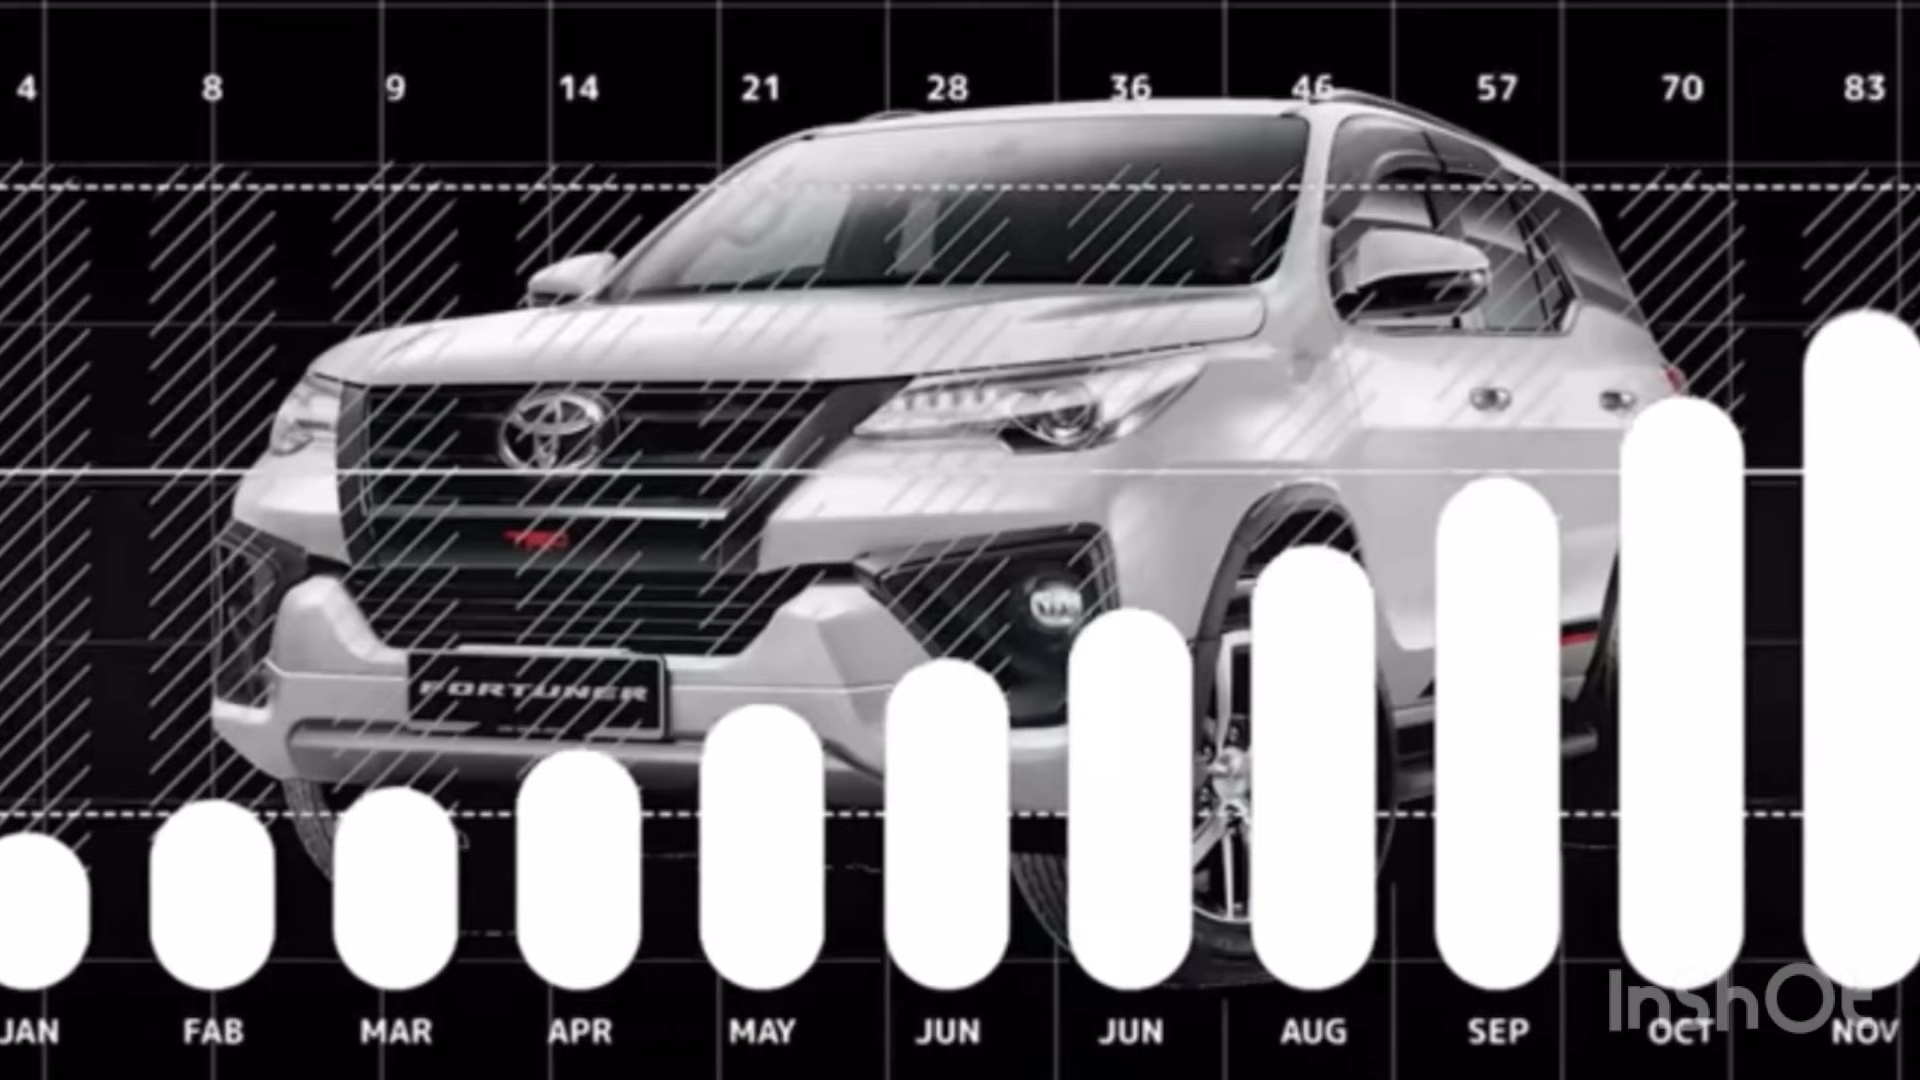 4 8 9 14 21 28 36 46 57 70 83
TRD
FORTUNER
JAN FAB MAR APR MAY JUN JUN AUG SEP OCT NOV
InShOt